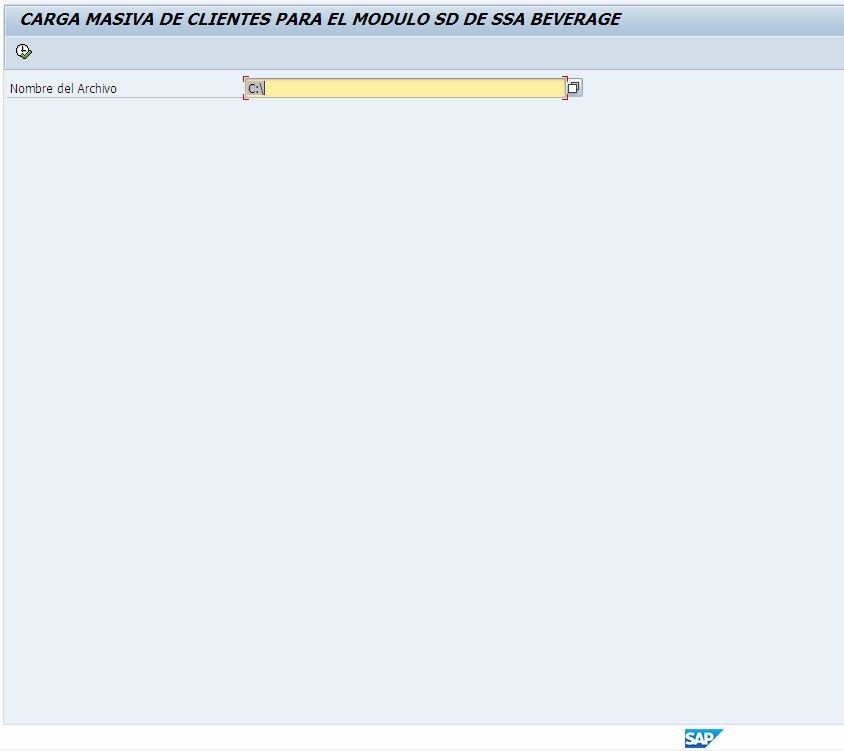 CARGA MASIVA DE CLIENTES PARA EL MODULO SD DE SSA BEVERAGE
Nombre del Archivo
C:\
SAP